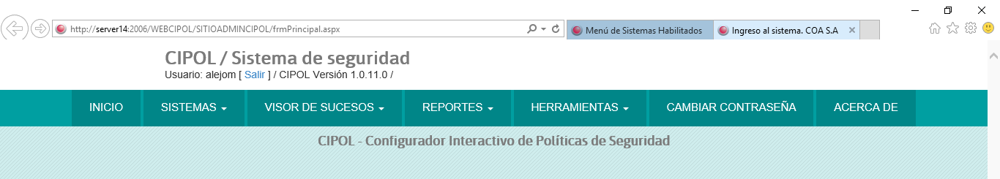 http://server14:2006/WEBCIPOL/SITIOADMINCIPOL/frmPrincipal.aspx
Menú de Sistemas Habilitados
Ingreso al sistema. COA S.A
CIPOL / Sistema de seguridad
Usuario: alejom [ Salir ] / CIPOL Versión 1.0.11.0 /
INICIO SISTEMAS VISOR DE SUCESOS REPORTES HERRAMIENTAS CAMBIAR CONTRASEÑA ACERCA DE
CIPOL - Configurador Interactivo de Políticas de Seguridad